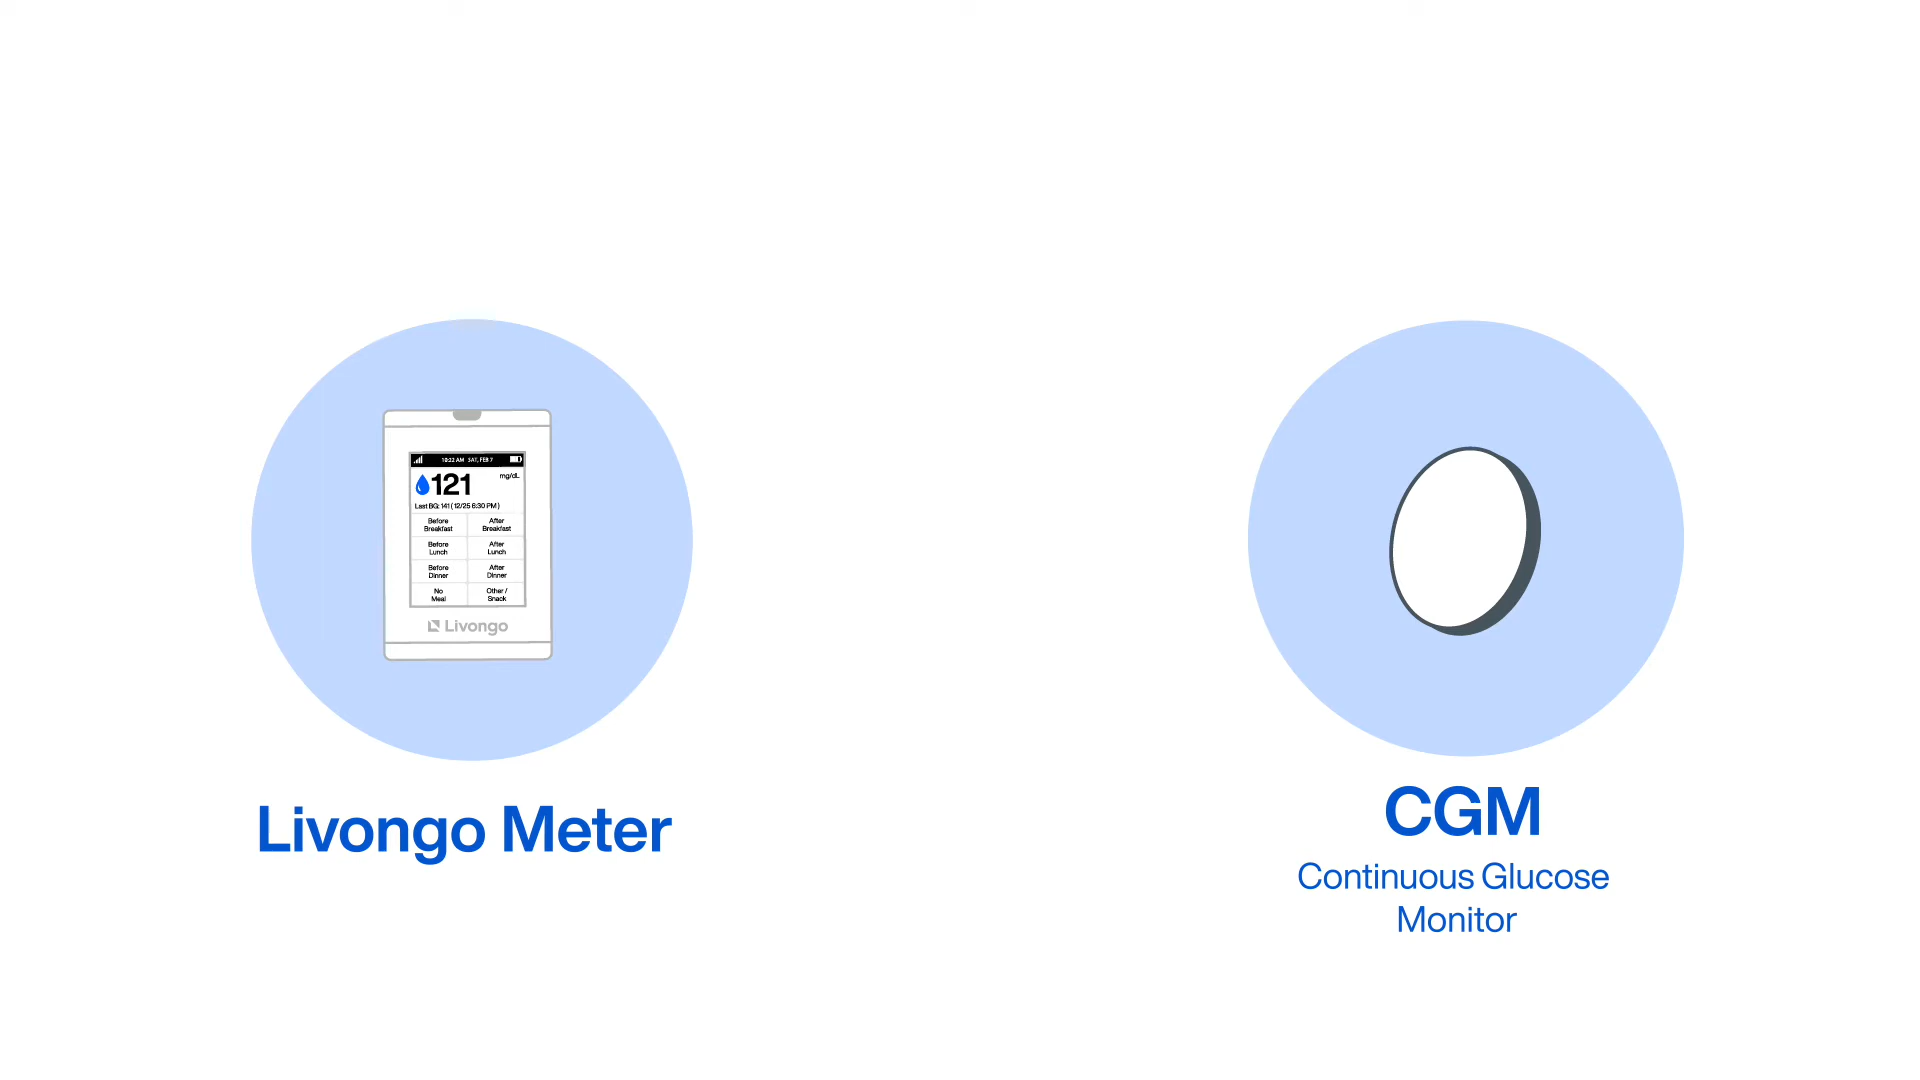 10:22 AM SAT, FEB 7
121 mg/dL
Last BG: 141 ( 12/25 6:30 PM )
Before
Breakfast
After
Breakfast
Before
Lunch
After
Lunch
Before
Dinner
After
Dinner
No
Meal
Other /
Snack
Livongo
Livongo Meter
CGM
Continuous Glucose
Monitor